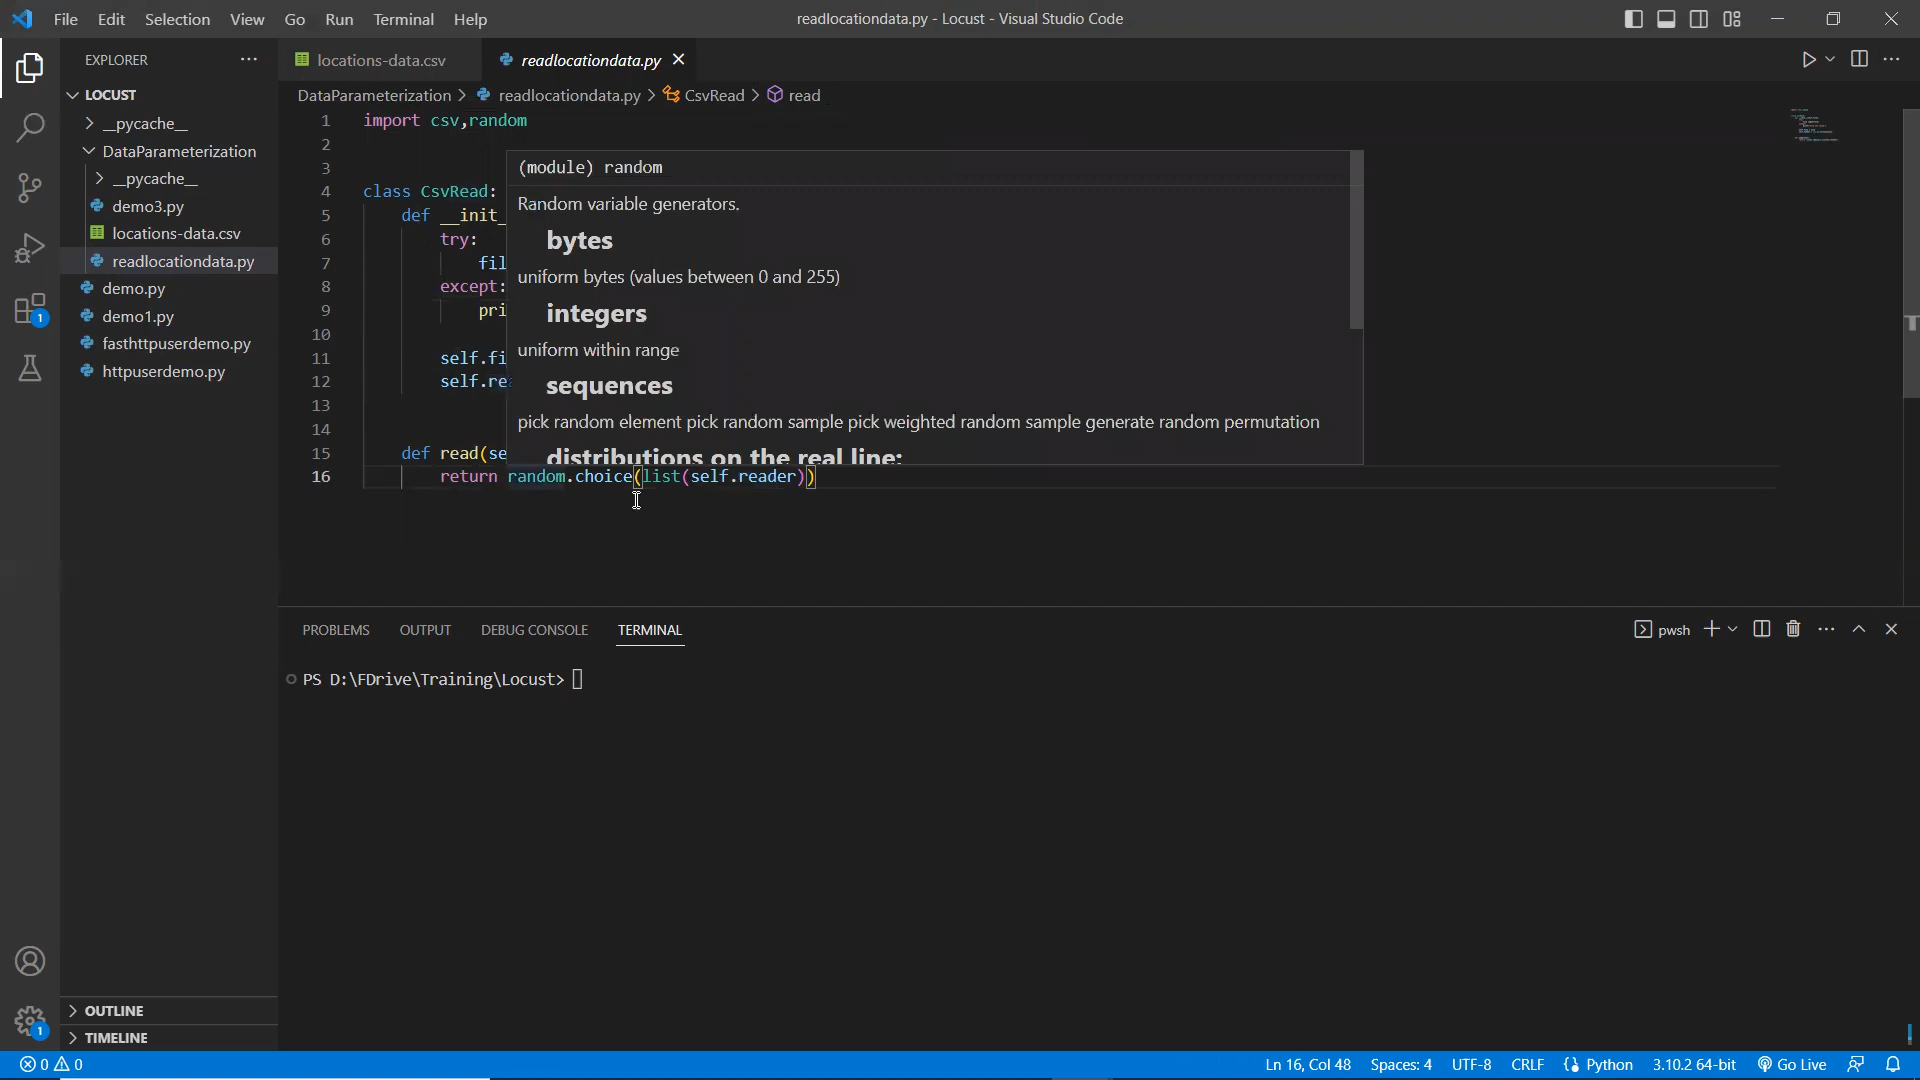 File Edit Selection View Go Run Terminal Help
readlocationdata.py - Locust - Visual Studio Code
EXPLORER
LOCUST
__pycache__
DataParameterization
__pycache__
demo3.py
locations-data.csv
readlocationdata.py
demo.py
demo1.py
fasthttpuserdemo.py
httpuserdemo.py
OUTLINE
TIMELINE
1
1
locations-data.csv
readlocationdata.py
DataParameterization > readlocationdata.py > CsvRead > read
1 import csv,random
2
3
4 class CsvRead:
5 def __init_
6 try:
7 fil
8 except:
9 pri
10
11 self.fi
12 self.rea
13
14
15 def read(se
16 return random.choice(list(self.reader))
(module) random
Random variable generators.
bytes
uniform bytes (values between 0 and 255)
integers
uniform within range
sequences
pick random element pick random sample pick weighted random sample generate random permutation
distributions on the real line:
PROBLEMS OUTPUT DEBUG CONSOLE TERMINAL
pwsh
PS D:\FDrive\Training\Locust>
0 0
Ln 16, Col 48 Spaces: 4 UTF-8 CRLF Python 3.10.2 64-bit Go Live